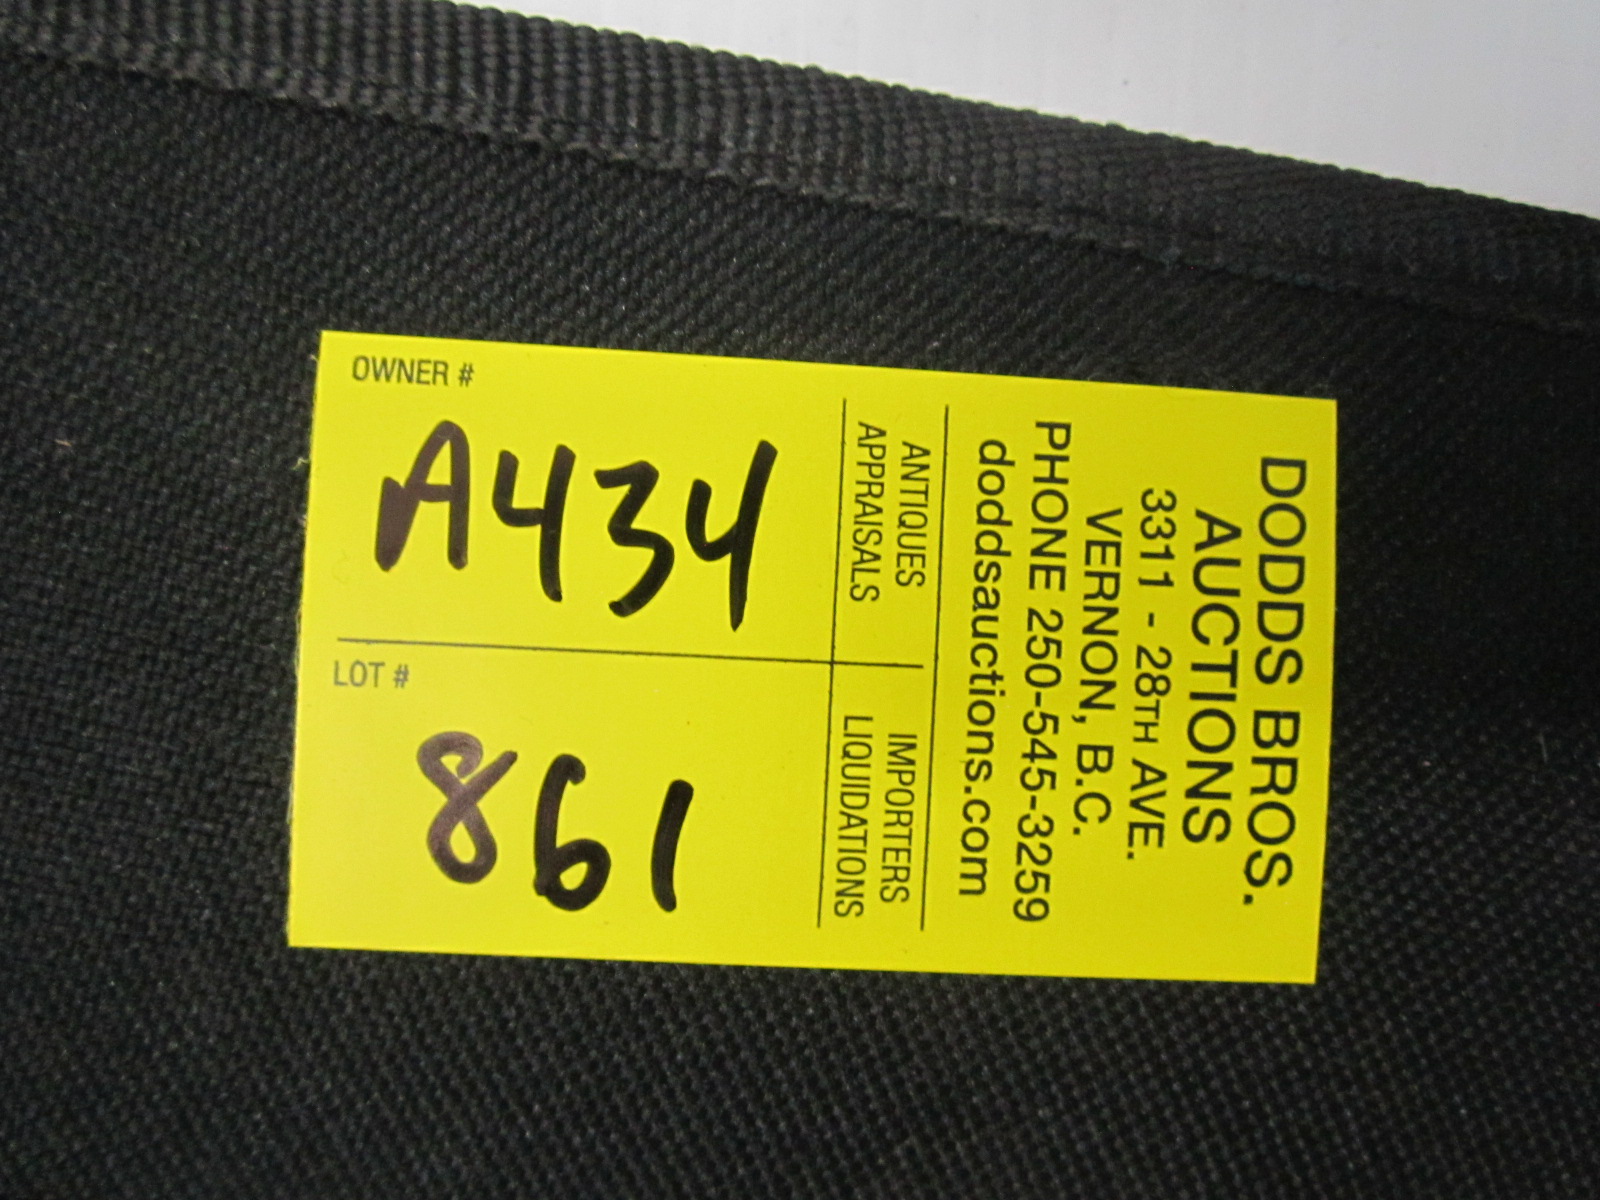 DODDS BROS.
AUCTIONS
3311 - 28TH AVE.
VERNON, B.C.
PHONE 250-545-3259
doddsauctions.com
ANTIQUES
APPRAISALS
IMPORTERS
LIQUIDATIONS
OWNER #
A434
LOT #
861